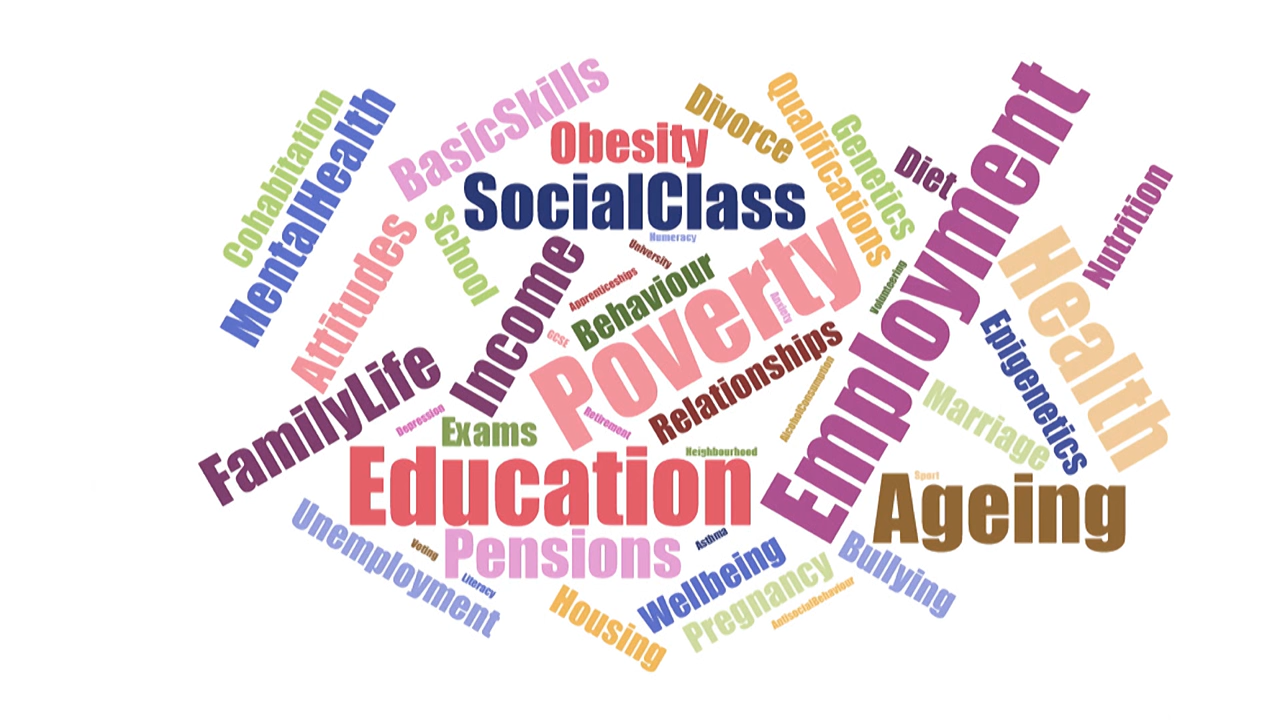 Cohabitation
MentalHealth
BasicSkills
Obesity
Divorce
Qualifications
Genetics
Diet
Employment
Nutrition
SocialClass
Attitudes
School
Numeracy
University
Income
Apprenticeships
Behaviour
Poverty
Anxiety
Volunteering
Health
GCSE
Relationships
Epigenetics
FamilyLife
Depression
Exams
Retirement
AlcoholConsumption
Marriage
Neighbourhood
Education
Sport
Ageing
Unemployment
Voting
Pensions
Asthma
Literacy
Wellbeing
Bullying
Housing
Pregnancy
AntisocialBehaviour